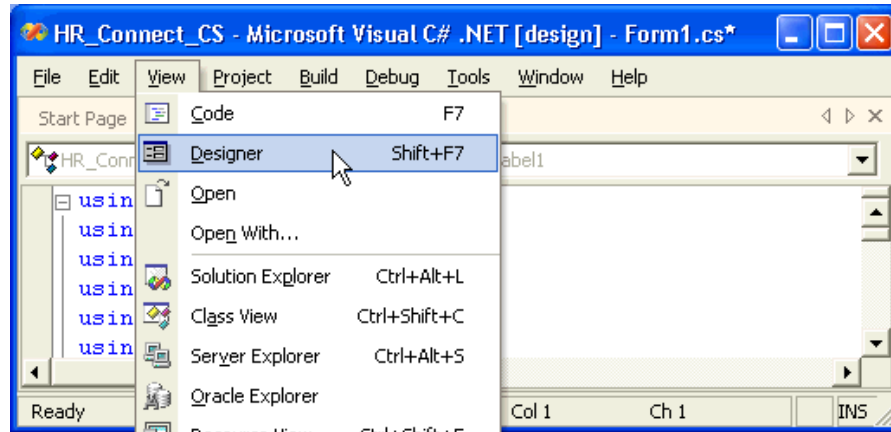 HR_Connect_CS - Microsoft Visual C# .NET [design] - Form1.cs*
File Edit View Project Build Debug Tools Window Help
Start Page
Code F7
Designer Shift+F7
Open
Open With...
Solution Explorer Ctrl+Alt+L
Class View Ctrl+Shift+C
Server Explorer Ctrl+Alt+S
Oracle Explorer
HR_Conn
abel1
usin
usin
usin
usin
usin
usin
Ready Col 1 Ch 1 INS